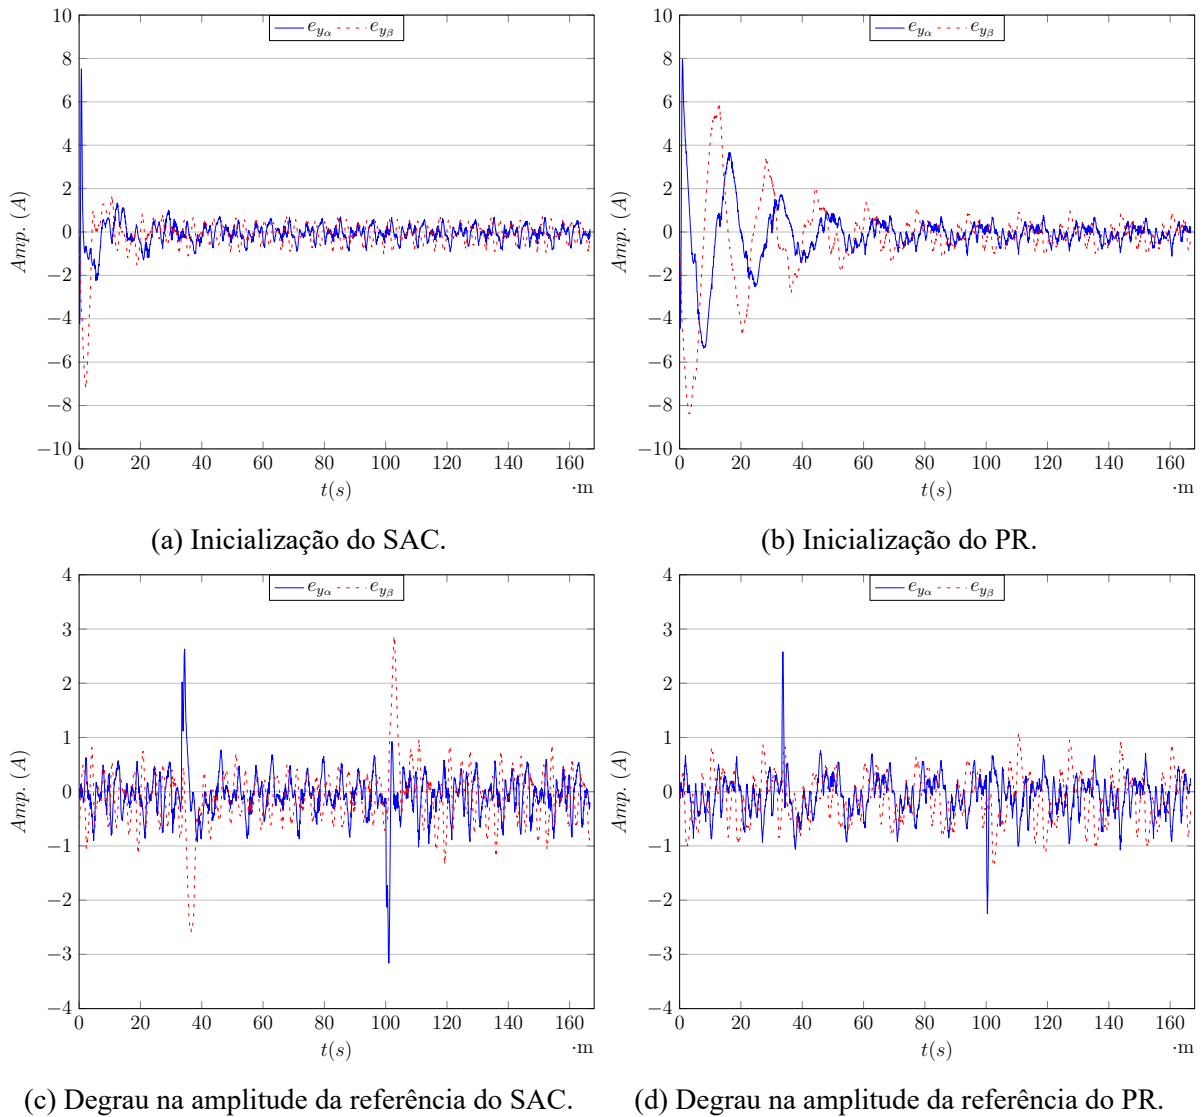 e_{y_α} e_{y_β}
10
8
6
4
2
0
−2
−4
−6
−8
−10
Amp. (A)
0 20 40 60 80 100 120 140 160
t(s)
·m
(a) Inicialização do SAC.
e_{y_α} e_{y_β}
10
8
6
4
2
0
−2
−4
−6
−8
−10
Amp. (A)
0 20 40 60 80 100 120 140 160
t(s)
·m
(b) Inicialização do PR.
e_{y_α} e_{y_β}
4
3
2
1
0
−1
−2
−3
−4
Amp. (A)
0 20 40 60 80 100 120 140 160
t(s)
·m
(c) Degrau na amplitude da referência do SAC.
e_{y_α} e_{y_β}
4
3
2
1
0
−1
−2
−3
−4
Amp. (A)
0 20 40 60 80 100 120 140 160
t(s)
·m
(d) Degrau na amplitude da referência do PR.